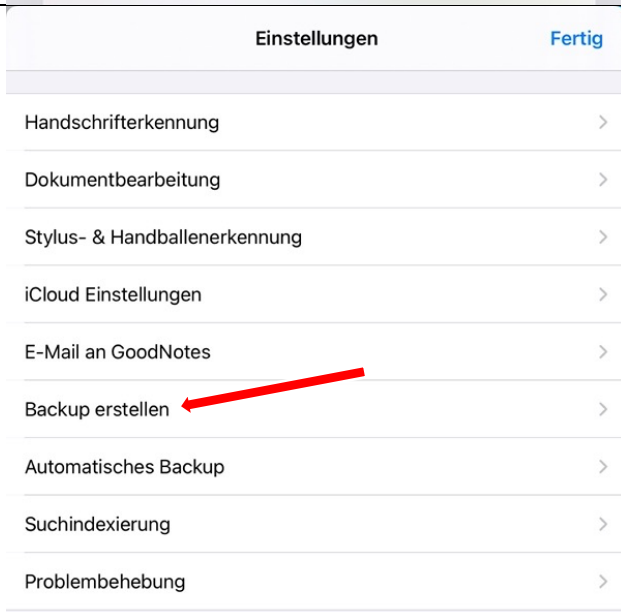 Einstellungen Fertig
Handschrifterkennung
Dokumentbearbeitung
Stylus- & Handballenerkennung
iCloud Einstellungen
E-Mail an GoodNotes
Backup erstellen
Automatisches Backup
Suchindexierung
Problembehebung